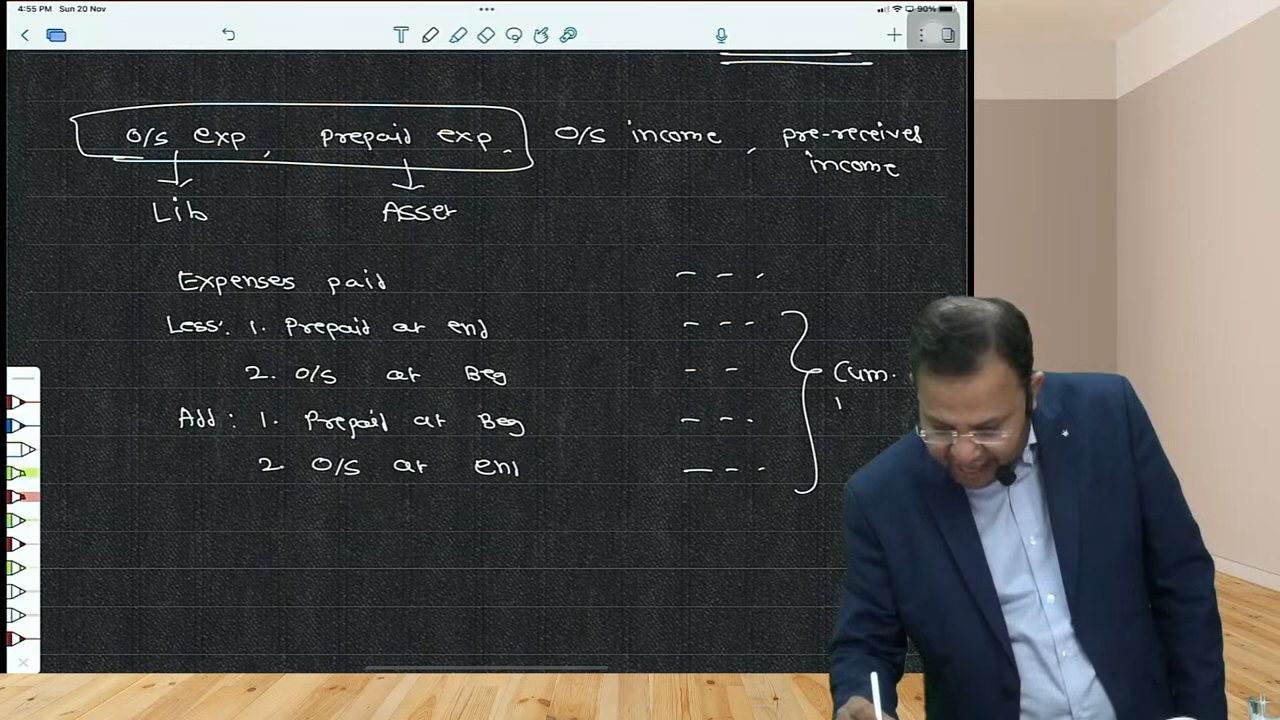 4:55 PM Sun 20 Nov
90%
T
O/S exp, Prepaid exp. O/S income, pre-received income
Lib Asset
Expenses paid - - -
Less: 1. Prepaid at end - - -
2. O/S at Beg - -
Add: 1. Prepaid at Beg - - -
2. O/S at end - - -
Cum.